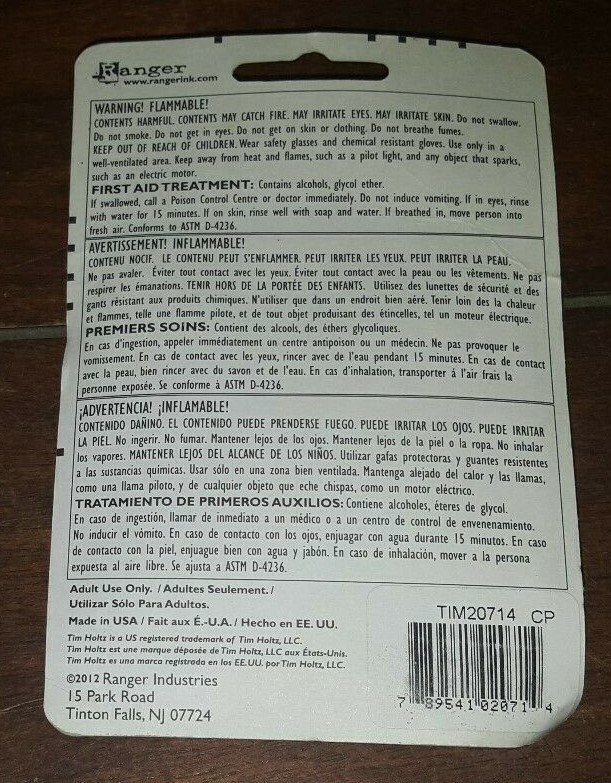 Ranger
www.rangerink.com
WARNING! FLAMMABLE!
CONTENTS HARMFUL. CONTENTS MAY CATCH FIRE. MAY IRRITATE EYES. MAY IRRITATE SKIN. Do not swallow.
Do not smoke. Do not get in eyes. Do not get on skin or clothing. Do not breathe fumes.
KEEP OUT OF REACH OF CHILDREN. Wear safety glasses and chemical resistant gloves. Use only in a
well-ventilated area. Keep away from heat and flames, such as a pilot light, and any object that sparks,
such as an electric motor.
FIRST AID TREATMENT: Contains alcohols, glycol ether.
If swallowed, call a Poison Control Centre or doctor immediately. Do not induce vomiting. If in eyes, rinse
with water for 15 minutes. If on skin, rinse well with soap and water. If breathed in, move person into
fresh air. Conforms to ASTM D-4236.
AVERTISSEMENT! INFLAMMABLE!
CONTENU NOCIF. LE CONTENU PEUT S'ENFLAMMER. PEUT IRRITER LES YEUX. PEUT IRRITER LA PEAU.
Ne pas avaler. Éviter tout contact avec les yeux. Éviter tout contact avec la peau ou les vêtements. Ne pas
respirer les émanations. TENIR HORS DE LA PORTÉE DES ENFANTS. Utilisez des lunettes de sécurité et des
gants résistant aux produits chimiques. N'utiliser que dans un endroit bien aéré. Tenir loin des la chaleur
et flammes, telle une flamme pilote, et de tout objet produisant des étincelles, tel un moteur électrique.
PREMIERS SOINS: Contient des alcools, des éthers glycoliques.
En cas d'ingestion, appeler immédiatement un centre antipoison ou un médecin. Ne pas provoquer le
vomissement. En cas de contact avec les yeux, rincer avec de l'eau pendant 15 minutes. En cas de contact
avec la peau, bien rincer avec du savon et de l'eau. En cas d'inhalation, transporter à l'air frais la
personne exposée. Se conforme à ASTM D-4236.
¡ADVERTENCIA! ¡INFLAMABLE!
CONTENIDO DAÑINO. EL CONTENIDO PUEDE PRENDERSE FUEGO. PUEDE IRRITAR LOS OJOS. PUEDE IRRITAR
LA PIEL. No ingerir. No fumar. Mantener lejos de los ojos. Mantener lejos de la piel o la ropa. No inhalar
los vapores. MANTENER LEJOS DEL ALCANCE DE LOS NIÑOS. Utilizar gafas protectoras y guantes resistentes
a las sustancias químicas. Usar sólo en una zona bien ventilada. Mantenga alejado del calor y las llamas,
como una llama piloto, y de cualquier objeto que eche chispas, como un motor eléctrico.
TRATAMIENTO DE PRIMEROS AUXILIOS: Contiene alcoholes, éteres de glycol.
En caso de ingestión, llamar de inmediato a un médico o a un centro de control de envenenamiento.
No inducir el vómito. En caso de contacto con los ojos, enjuagar con agua durante 15 minutos. En caso
de contacto con la piel, enjuague bien con agua y jabón. En caso de inhalación, mover a la persona
expuesta al aire libre. Se ajusta a ASTM D-4236.
Adult Use Only. / Adultes Seulement. /
Utilizar Sólo Para Adultos.
Made in USA / Fait aux É.-U.A. / Hecho en EE. UU.
Tim Holtz is a US registered trademark of Tim Holtz, LLC.
Tim Holtz est une marque déposée de Tim Holtz, LLC aux États-Unis.
Tim Holtz es una marca registrada en los EE.UU. por Tim Holtz, LLC.
©2012 Ranger Industries
15 Park Road
Tinton Falls, NJ 07724
TIM20714 CP
7 89541 02071 4